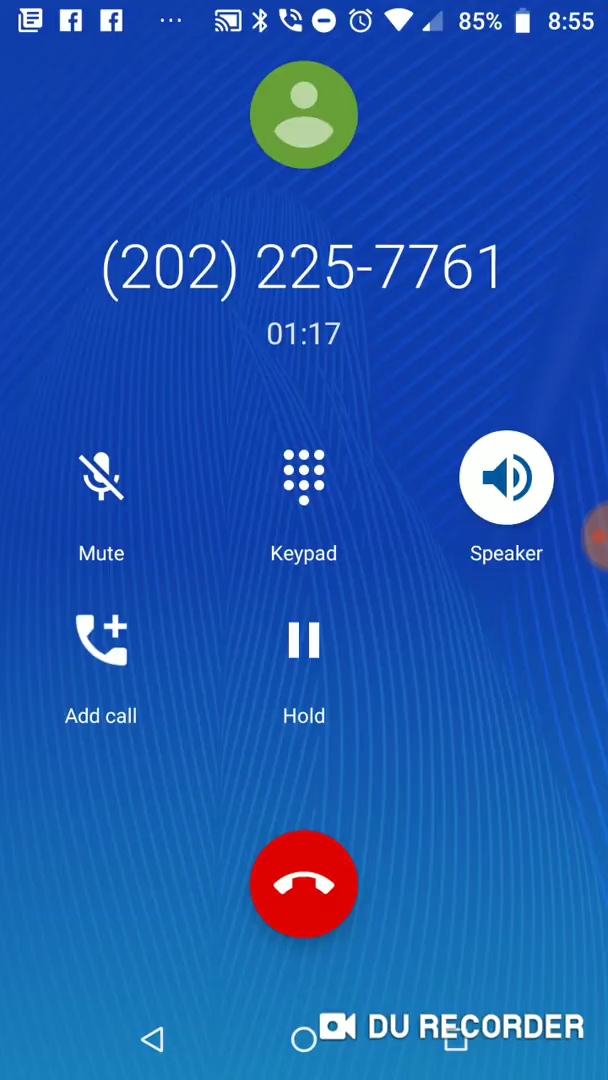 85% 8:55
(202) 225-7761
01:17
Mute Keypad Speaker
Add call Hold
DU RECORDER